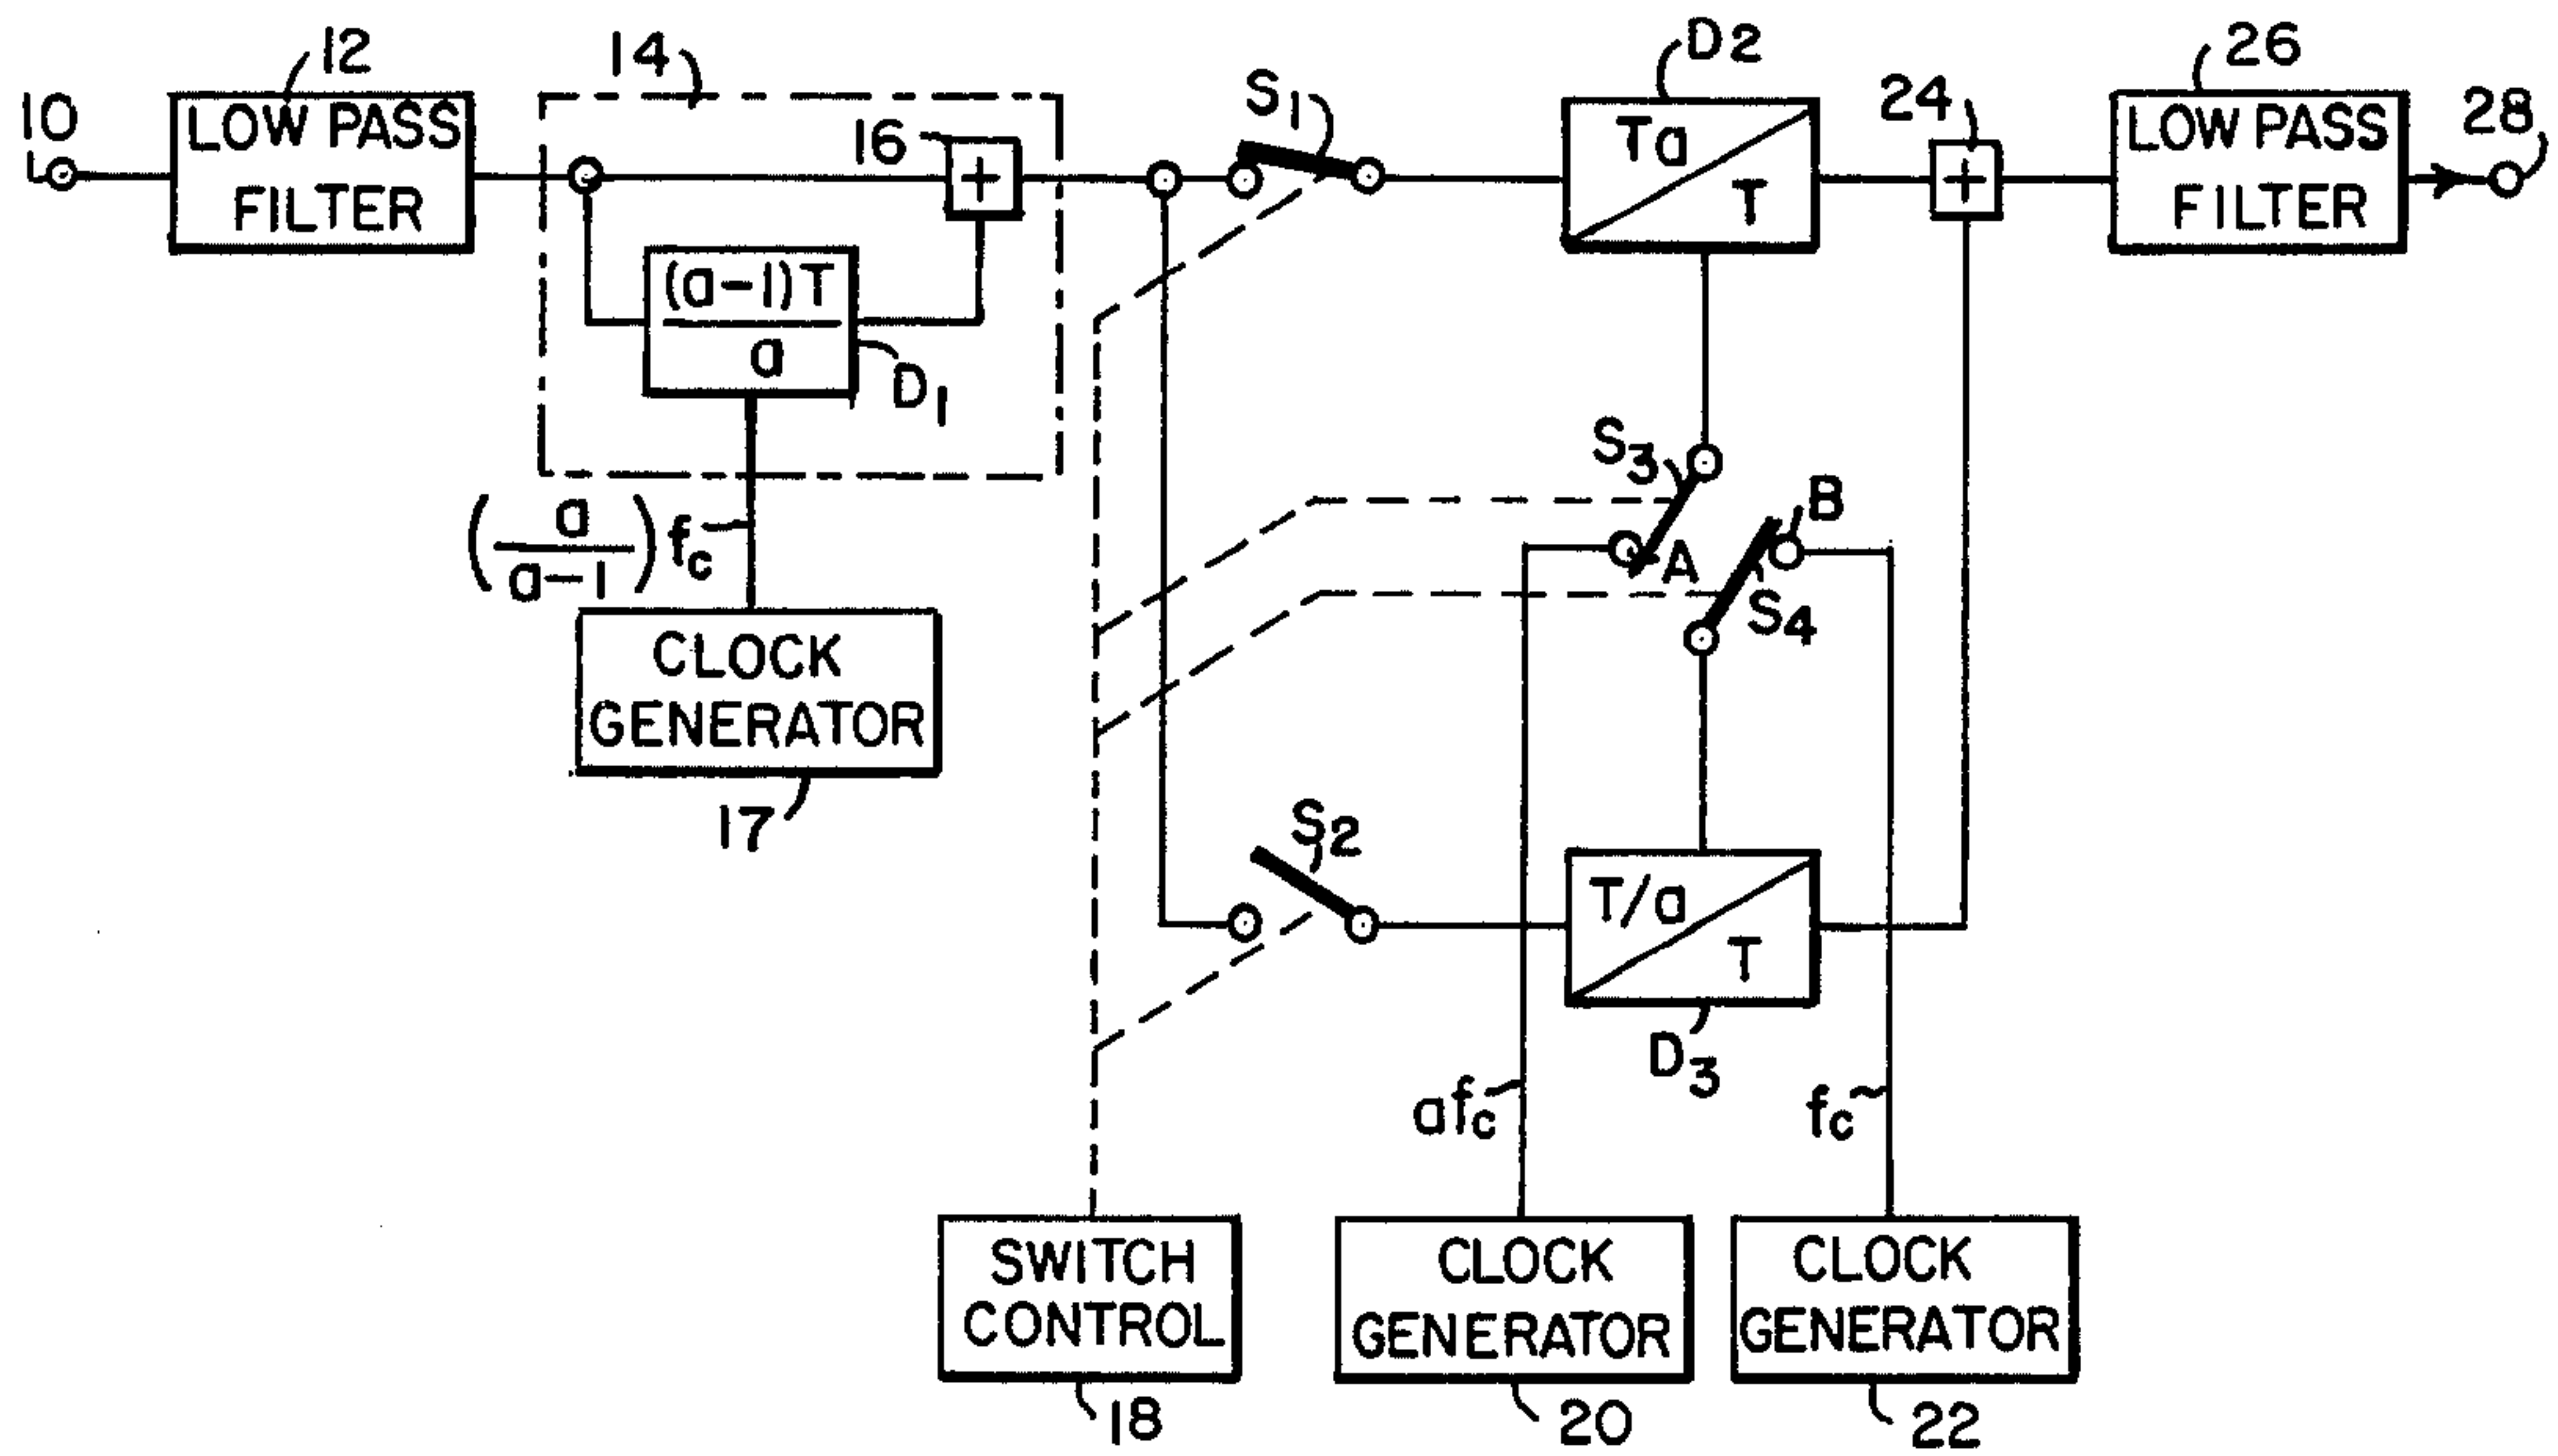 10
12
LOW PASS
FILTER
14
16
(a-1)T
a
D1
(a
a-1) fc
CLOCK
GENERATOR
17
S1
D2
Ta
T
24
26
LOW PASS
FILTER
28
S3
A
B
S4
S2
T/a
T
D3
afc
fc
SWITCH
CONTROL
18
CLOCK
GENERATOR
20
CLOCK
GENERATOR
22